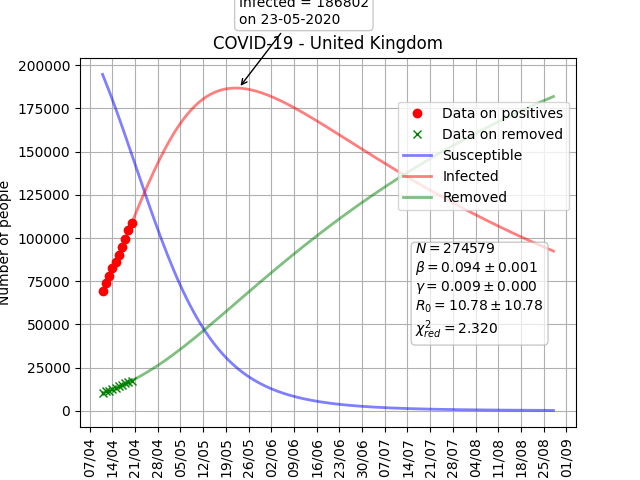 Infected = 186802
on 23-05-2020
COVID-19 - United Kingdom
Number of people
200000
175000
150000
125000
100000
75000
50000
25000
0
Data on positives
Data on removed
Susceptible
Infected
Removed
N = 274579
β = 0.094 ± 0.001
γ = 0.009 ± 0.000
R₀ = 10.78 ± 10.78
χ²red = 2.320
07/04
14/04
21/04
28/04
05/05
12/05
19/05
26/05
02/06
09/06
16/06
23/06
30/06
07/07
14/07
21/07
28/07
04/08
11/08
18/08
25/08
01/09